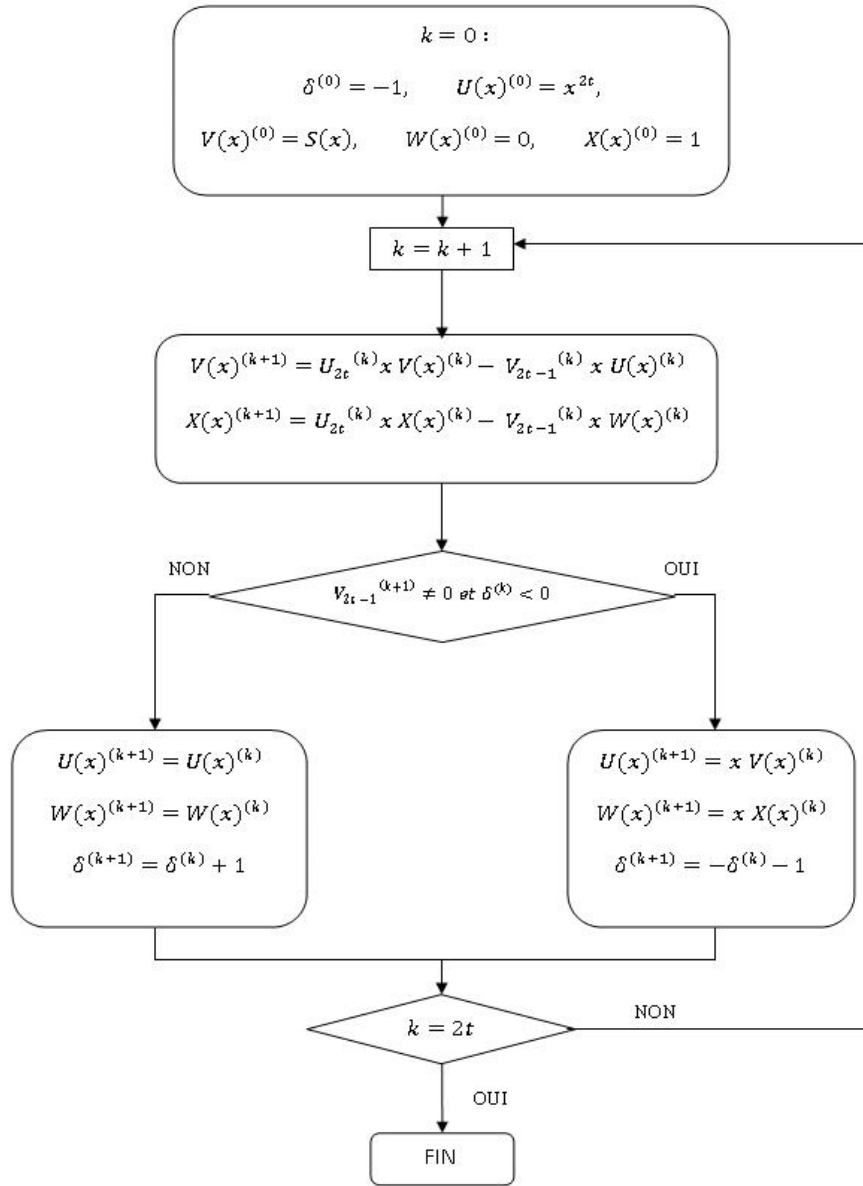 k = 0 :
δ⁽⁰⁾ = −1, U(x)⁽⁰⁾ = x²ᵗ,
V(x)⁽⁰⁾ = S(x), W(x)⁽⁰⁾ = 0, X(x)⁽⁰⁾ = 1
k = k + 1
V(x)^(k+1) = U_2t^(k) x V(x)^(k) − V_2t−1^(k) x U(x)^(k)
X(x)^(k+1) = U_2t^(k) x X(x)^(k) − V_2t−1^(k) x W(x)^(k)
NON
OUI
V_2t−1^(k+1) ≠ 0 et δ^(k) < 0
U(x)^(k+1) = U(x)^(k)
W(x)^(k+1) = W(x)^(k)
δ^(k+1) = δ^(k) + 1
U(x)^(k+1) = x V(x)^(k)
W(x)^(k+1) = x X(x)^(k)
δ^(k+1) = −δ^(k) − 1
k = 2t
NON
OUI
FIN